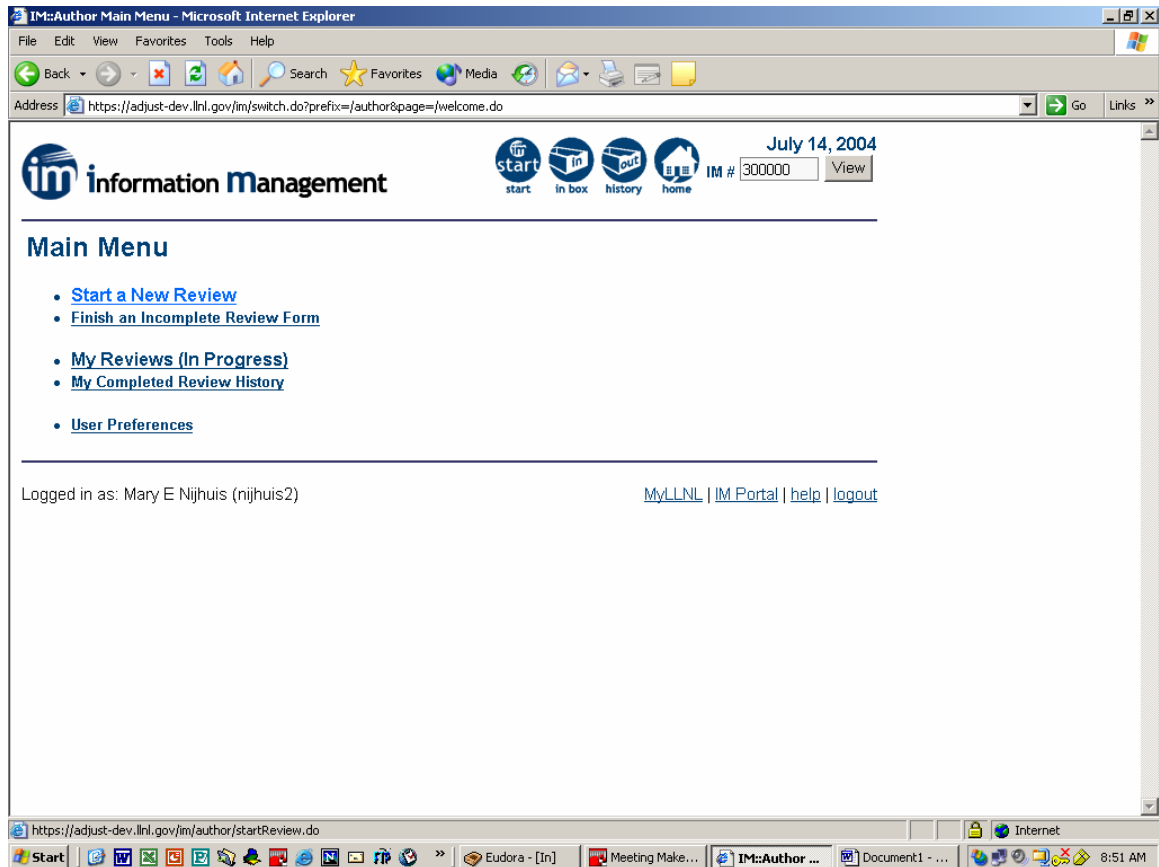 IM::Author Main Menu - Microsoft Internet Explorer
File Edit View Favorites Tools Help
Back Search Favorites Media
Address https://adjust-dev.llnl.gov/im/switch.do?prefix=/author&page=/welcome.do Go Links »
July 14, 2004
im information management start start in in box out history home IM # 300000 View
Main Menu
• Start a New Review
• Finish an Incomplete Review Form
• My Reviews (In Progress)
• My Completed Review History
• User Preferences
Logged in as: Mary E Nijhuis (nijhuis2) MyLLNL | IM Portal | help | logout
https://adjust-dev.llnl.gov/im/author/startReview.do Internet
Start » Eudora - [In] Meeting Make... IM::Author ... Document1 - ... 8:51 AM